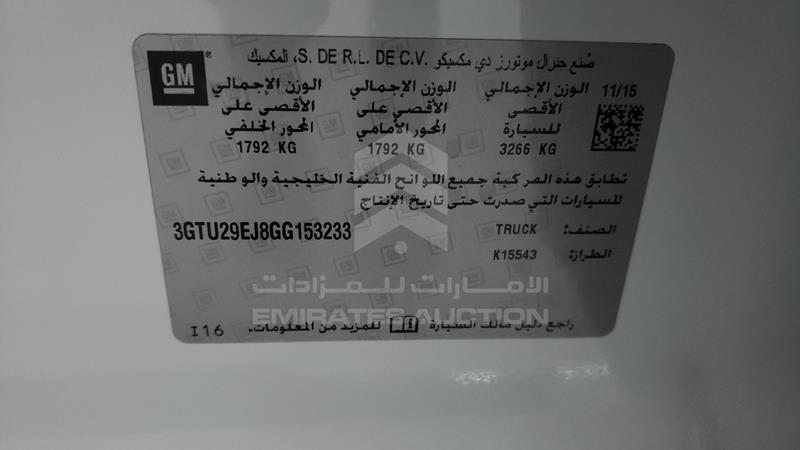 GM
صنع جنرال موتورز دي مكسيكو S. DE R.L. DE C.V.، المكسيك
11/15 الوزن الإجمالي الوزن الإجمالي الوزن الإجمالي
الأقصى الأقصى على الأقصى على
للسيارة المحور الأمامي المحور الخلفي
3266 KG 1792 KG 1792 KG
تطابق هذه المركبة جميع اللوائح الفنية الخليجية والوطنية
للسيارات التي صدرت حتى تاريخ الإنتاج
الصنف: TRUCK 3GTU29EJ8GG153233
الطراز: K15543
الامارات للمزادات
EMIRATES AUCTION
راجع دليل مالك السيارة للمزيد من المعلومات.
I16